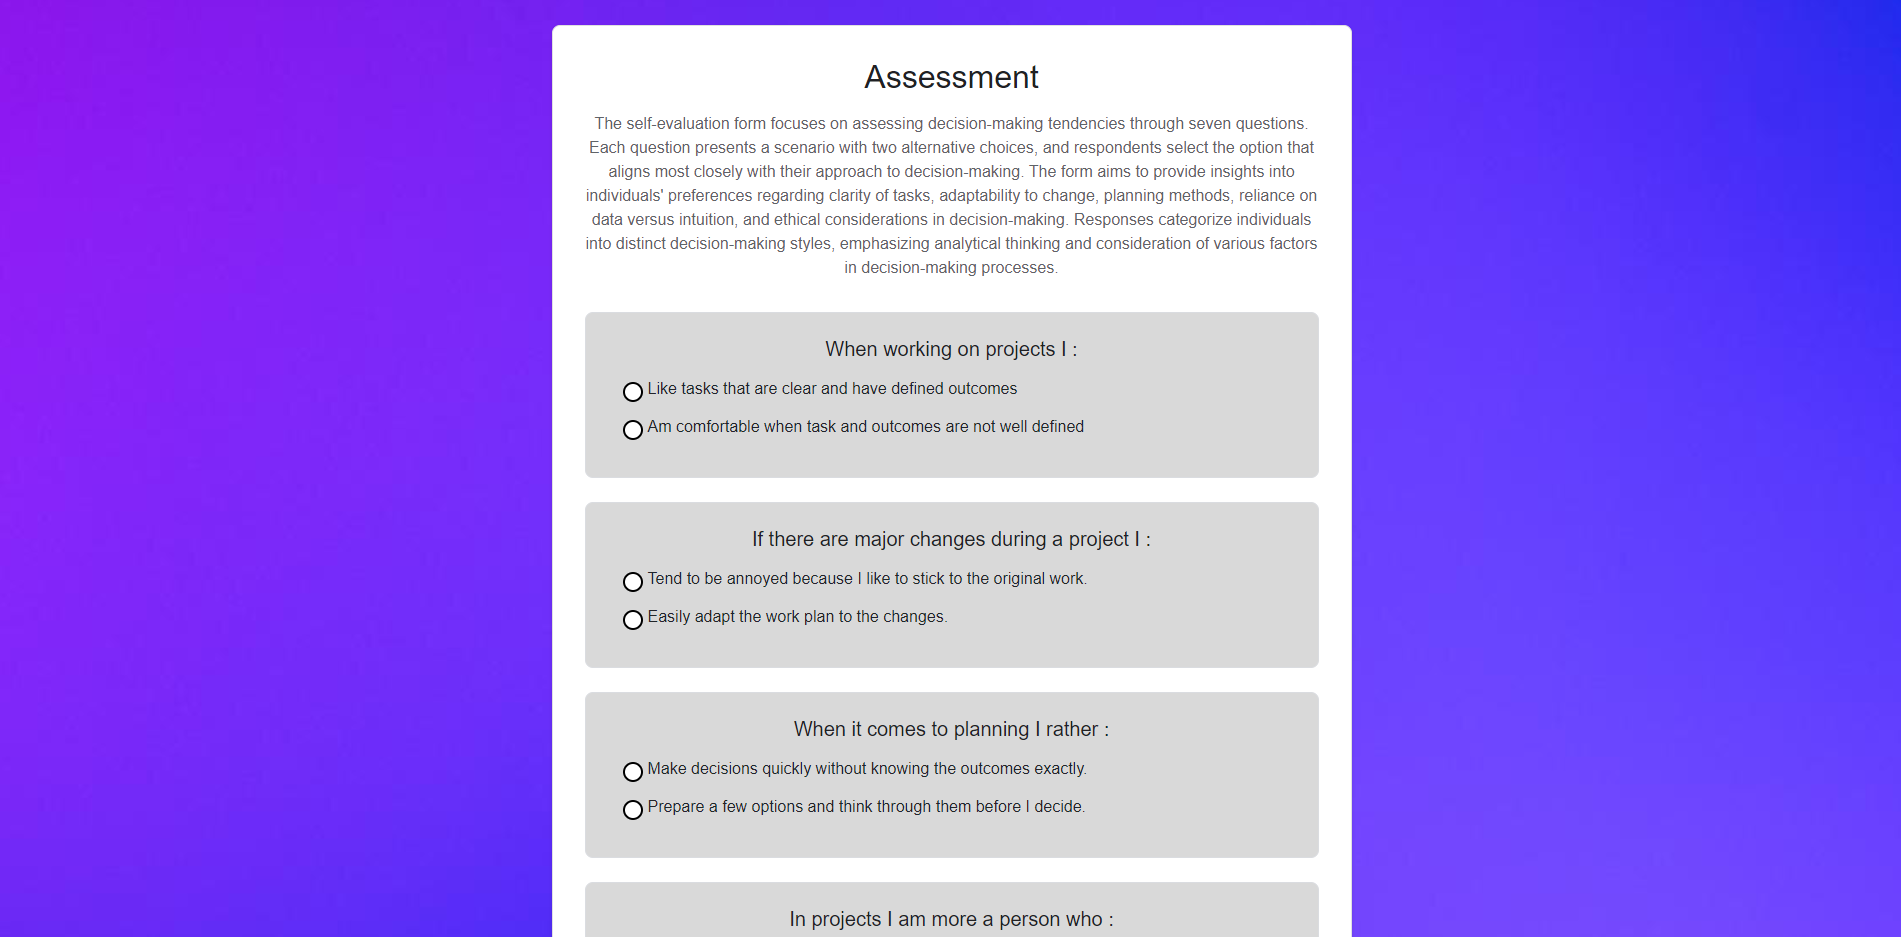 Assessment
The self-evaluation form focuses on assessing decision-making tendencies through seven questions.
Each question presents a scenario with two alternative choices, and respondents select the option that
aligns most closely with their approach to decision-making. The form aims to provide insights into
individuals' preferences regarding clarity of tasks, adaptability to change, planning methods, reliance on
data versus intuition, and ethical considerations in decision-making. Responses categorize individuals
into distinct decision-making styles, emphasizing analytical thinking and consideration of various factors
in decision-making processes.
When working on projects I :
Like tasks that are clear and have defined outcomes
Am comfortable when task and outcomes are not well defined
If there are major changes during a project I :
Tend to be annoyed because I like to stick to the original work.
Easily adapt the work plan to the changes.
When it comes to planning I rather :
Make decisions quickly without knowing the outcomes exactly.
Prepare a few options and think through them before I decide.
In projects I am more a person who :